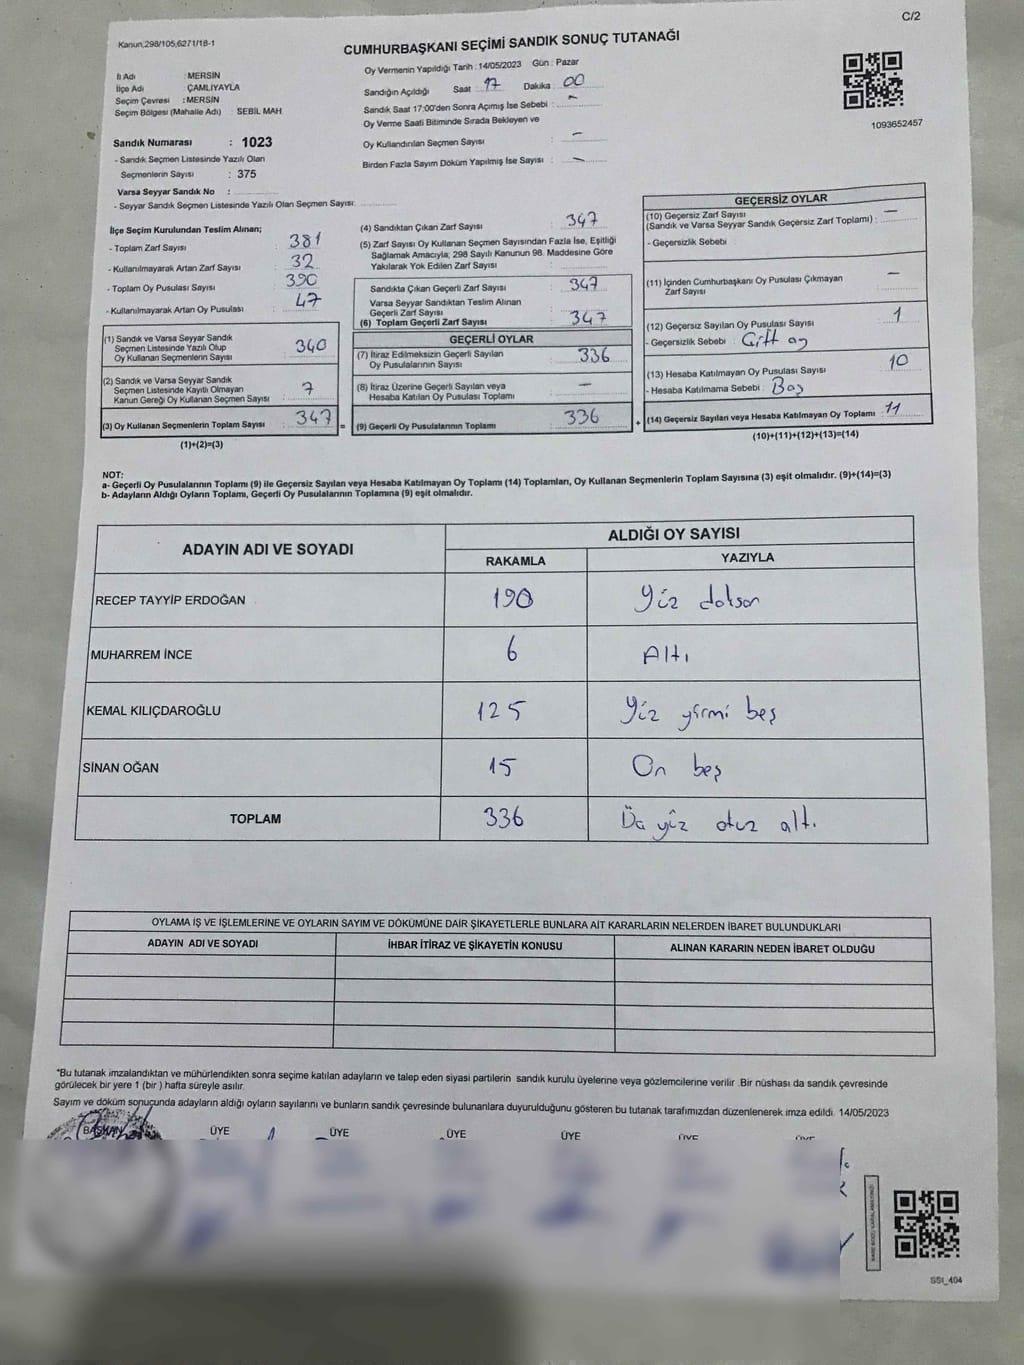 C/2
Kanun;298/105,6271/18-1
CUMHURBAŞKANI SEÇİMİ SANDIK SONUÇ TUTANAĞI
İl Adı : MERSİN
İlçe Adı : ÇAMLIYAYLA
Seçim Çevresi : MERSİN
Seçim Bölgesi (Mahalle Adı) : SEBİL MAH
Sandık Numarası : 1023
- Sandık Seçmen Listesinde Yazılı Olan
Seçmenlerin Sayısı : 375
Varsa Seyyar Sandık No :
- Seyyar Sandık Seçmen Listesinde Yazılı Olan Seçmen Sayısı:
Oy Vermenin Yapıldığı Tarih : 14/05/2023 Gün : Pazar
Sandığın Açıldığı Saat : 17 Dakika : 00
Sandık Saat 17:00'den Sonra Açımış İse Sebebi : -
Oy Verme Saati Bitiminde Sırada Bekleyen ve
Oy Kullandırılan Seçmen Sayısı : -
Birden Fazla Sayım Döküm Yapılmış İse Sayısı : -
1093652457
İlçe Seçim Kurulundan Teslim Alınan;
- Toplam Zarf Sayısı : 381
- Kullanılmayarak Artan Zarf Sayısı : 32
- Toplam Oy Pusulası Sayısı : 390
- Kullanılmayarak Artan Oy Pusulası : 47
(1) Sandık ve Varsa Seyyar Sandık
Seçmen Listesinde Yazılı Olup
Oy Kullanan Seçmenlerin Sayısı : 340
(2) Sandık ve Varsa Seyyar Sandık
Seçmen Listesinde Kayıtlı Olmayan
Kanun Gereği Oy Kullanan Seçmen Sayısı : 7
(3) Oy Kullanan Seçmenlerin Toplam Sayısı : 347 =
(1)+(2)=(3)
(4) Sandıktan Çıkan Zarf Sayısı : 347
(5) Zarf Sayısı Oy Kullanan Seçmen Sayısından Fazla İse, Eşitliği
Sağlamak Amacıyla; 298 Sayılı Kanunun 98. Maddesine Göre
Yakılarak Yok Edilen Zarf Sayısı :
Sandıkta Çıkan Geçerli Zarf Sayısı : 347
Varsa Seyyar Sandıktan Teslim Alınan
Geçerli Zarf Sayısı :
(6) Toplam Geçerli Zarf Sayısı : 347
GEÇERLİ OYLAR
(7) İtiraz Edilmeksizin Geçerli Sayılan
Oy Pusulalarının Sayısı : 336
(8) İtiraz Üzerine Geçerli Sayılan veya
Hesaba Katılan Oy Pusulası Toplamı : -
(9) Geçerli Oy Pusulalarının Toplamı : 336 +
GEÇERSİZ OYLAR
(10) Geçersiz Zarf Sayısı
(Sandık ve Varsa Seyyar Sandık Geçersiz Zarf Toplamı) : -
- Geçersizlik Sebebi :
(11) İçinden Cumhurbaşkanı Oy Pusulası Çıkmayan
Zarf Sayısı : -
(12) Geçersiz Sayılan Oy Pusulası Sayısı : 1
- Geçersizlik Sebebi : Çift oy
(13) Hesaba Katılmayan Oy Pusulası Sayısı : 10
- Hesaba Katılmama Sebebi : Boş
(14) Geçersiz Sayılan veya Hesaba Katılmayan Oy Toplamı : 11
(10)+(11)+(12)+(13)=(14)
NOT:
a- Geçerli Oy Pusulalarının Toplamı (9) ile Geçersiz Sayılan veya Hesaba Katılmayan Oy Toplamı (14) Toplamları, Oy Kullanan Seçmenlerin Toplam Sayısına (3) eşit olmalıdır. (9)+(14)=(3)
b- Adayların Aldığı Oyların Toplamı, Geçerli Oy Pusulalarının Toplamına (9) eşit olmalıdır.
ADAYIN ADI VE SOYADI ALDIĞI OY SAYISI
RAKAMLA YAZIYLA
RECEP TAYYİP ERDOĞAN 190 Yüz doksan
MUHARREM İNCE 6 Altı
KEMAL KILIÇDAROĞLU 125 Yüz yirmi beş
SİNAN OĞAN 15 On beş
TOPLAM 336 Üç yüz otuz altı
OYLAMA İŞ VE İŞLEMLERİNE VE OYLARIN SAYIM VE DÖKÜMÜNE DAİR ŞİKAYETLERLE BUNLARA AİT KARARLARIN NELERDEN İBARET BULUNDUKLARI
ADAYIN ADI VE SOYADI İHBAR İTİRAZ VE ŞİKAYETİN KONUSU ALINAN KARARIN NEDEN İBARET OLDUĞU
*Bu tutanak imzalandıktan ve mühürlendikten sonra seçime katılan adayların ve talep eden siyasi partilerin sandık kurulu üyelerine veya gözlemcilerine verilir .Bir nüshası da sandık çevresinde
görülecek bir yere 1 (bir ) hafta süreyle asılır.
Sayım ve döküm sonucunda adayların aldığı oyların sayılarını ve bunların sandık çevresinde bulunanlara duyurulduğunu gösteren bu tutanak tarafımızdan düzenlenerek imza edildi. 14/05/2023
BAŞKAN ÜYE ÜYE ÜYE ÜYE ÜYE ÜYE
SSI_404